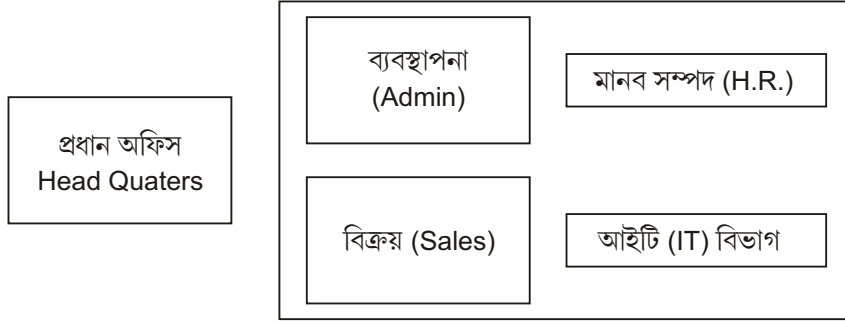 প্রধান অফিস
Head Quaters
ব্যবস্থাপনা
(Admin)
মানব সম্পদ (H.R.)
বিক্রয় (Sales)
আইটি (IT) বিভাগ